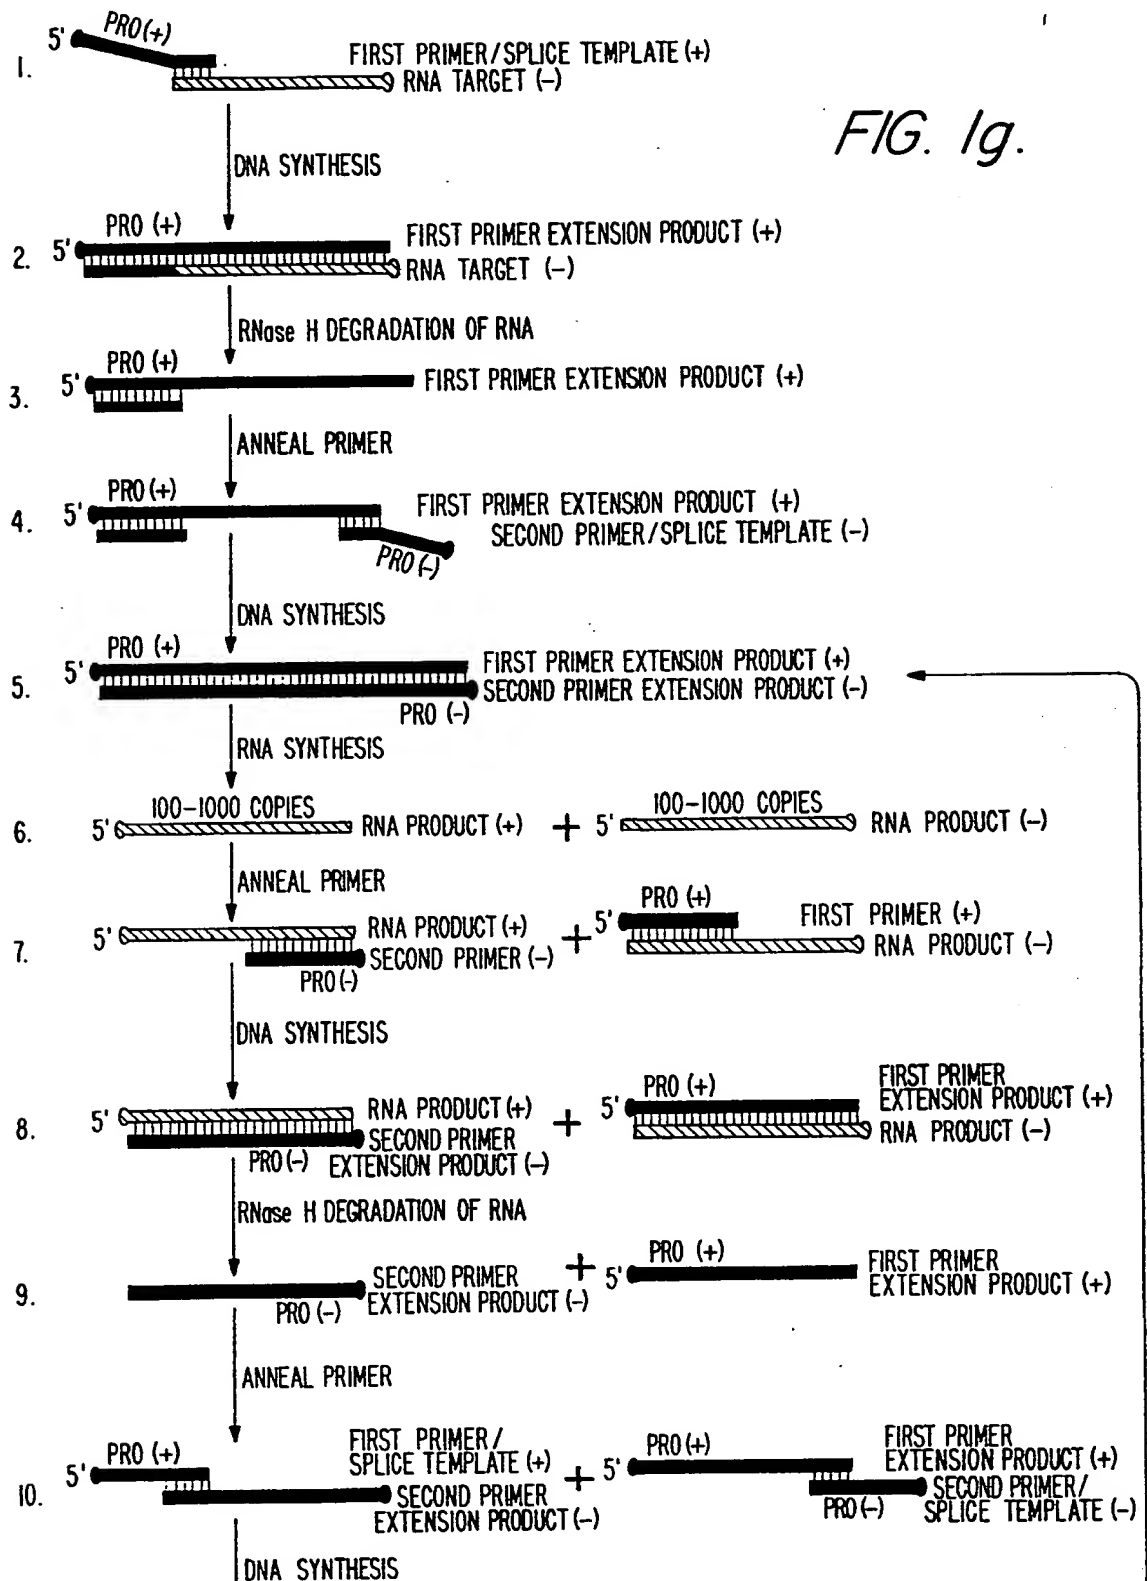 FIG. 1g.
1.
5' PRO (+)
FIRST PRIMER/SPLICE TEMPLATE (+)
RNA TARGET (-)
DNA SYNTHESIS
2.
PRO (+)
5'
FIRST PRIMER EXTENSION PRODUCT (+)
RNA TARGET (-)
RNase H DEGRADATION OF RNA
3.
PRO (+)
5'
FIRST PRIMER EXTENSION PRODUCT (+)
ANNEAL PRIMER
4.
PRO (+)
5'
FIRST PRIMER EXTENSION PRODUCT (+)
SECOND PRIMER/SPLICE TEMPLATE (-)
PRO (-)
DNA SYNTHESIS
5.
PRO (+)
5'
FIRST PRIMER EXTENSION PRODUCT (+)
SECOND PRIMER EXTENSION PRODUCT (-)
PRO (-)
RNA SYNTHESIS
6.
100-1000 COPIES
5' RNA PRODUCT (+)
+
100-1000 COPIES
5' RNA PRODUCT (-)
ANNEAL PRIMER
7.
5' RNA PRODUCT (+)
SECOND PRIMER (-)
PRO (-)
+
PRO (+)
5' FIRST PRIMER (+)
RNA PRODUCT (-)
DNA SYNTHESIS
8.
5' RNA PRODUCT (+)
SECOND PRIMER
PRO (-) EXTENSION PRODUCT (-)
+
PRO (+)
5'
FIRST PRIMER
EXTENSION PRODUCT (+)
RNA PRODUCT (-)
RNase H DEGRADATION OF RNA
9.
SECOND PRIMER
EXTENSION PRODUCT (-)
PRO (-)
+
PRO (+)
5'
FIRST PRIMER
EXTENSION PRODUCT (+)
ANNEAL PRIMER
10.
PRO (+)
5'
FIRST PRIMER/
SPLICE TEMPLATE (+)
SECOND PRIMER
EXTENSION PRODUCT (-)
+
PRO (+)
5'
FIRST PRIMER
EXTENSION PRODUCT (+)
SECOND PRIMER/
SPLICE TEMPLATE (-)
PRO (-)
DNA SYNTHESIS